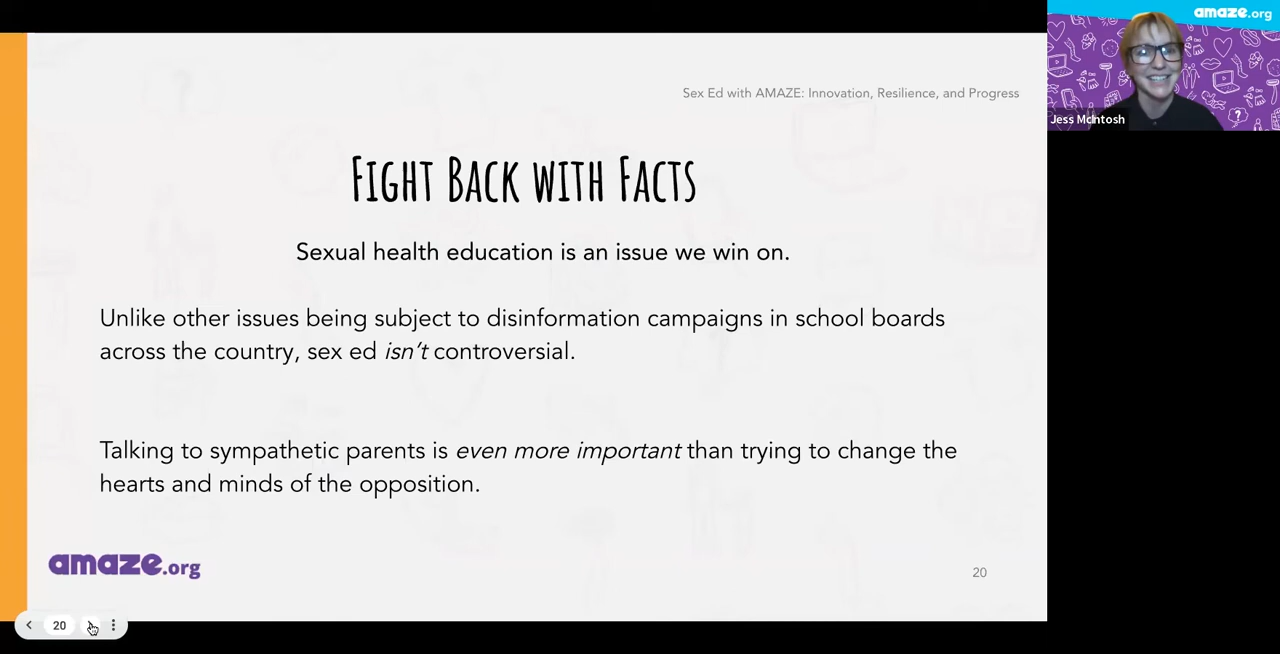 amaze.org
Jess McIntosh
Sex Ed with AMAZE: Innovation, Resilience, and Progress
Fight Back with Facts
Sexual health education is an issue we win on.
Unlike other issues being subject to disinformation campaigns in school boards
across the country, sex ed isn't controversial.
Talking to sympathetic parents is even more important than trying to change the
hearts and minds of the opposition.
amaze.org
20
20